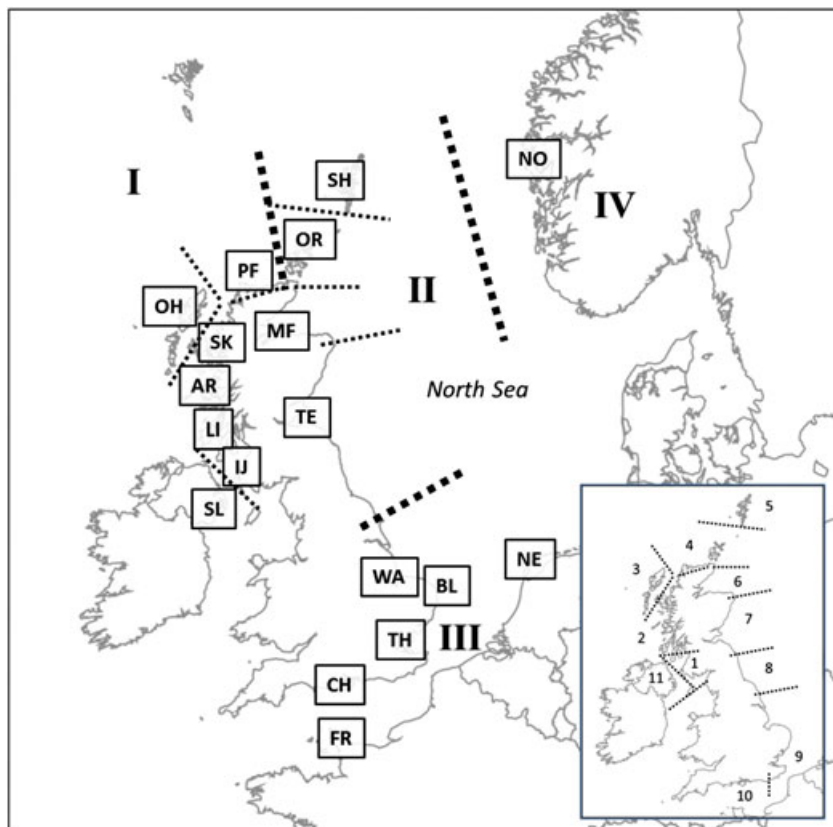 NO
I
SH
IV
OR
PF
II
OH
MF
SK
AR
North Sea
TE
LI
IJ
SL
NE
WA
BL
TH
III
CH
FR
5
4
3
6
7
2
1
8
11
9
10